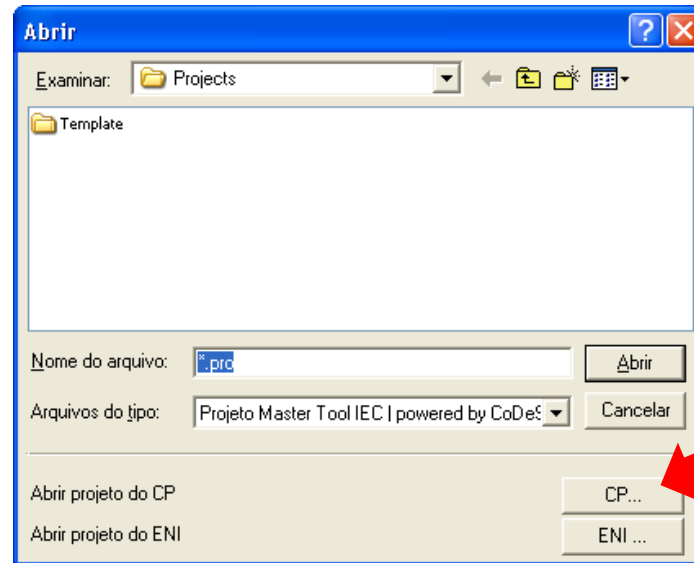 Abrir
Examinar: Projects
Template
Nome do arquivo: *.pro Abrir
Arquivos do tipo: Projeto Master Tool IEC | powered by CoDeS Cancelar
Abrir projeto do CP CP...
Abrir projeto do ENI ENI ...